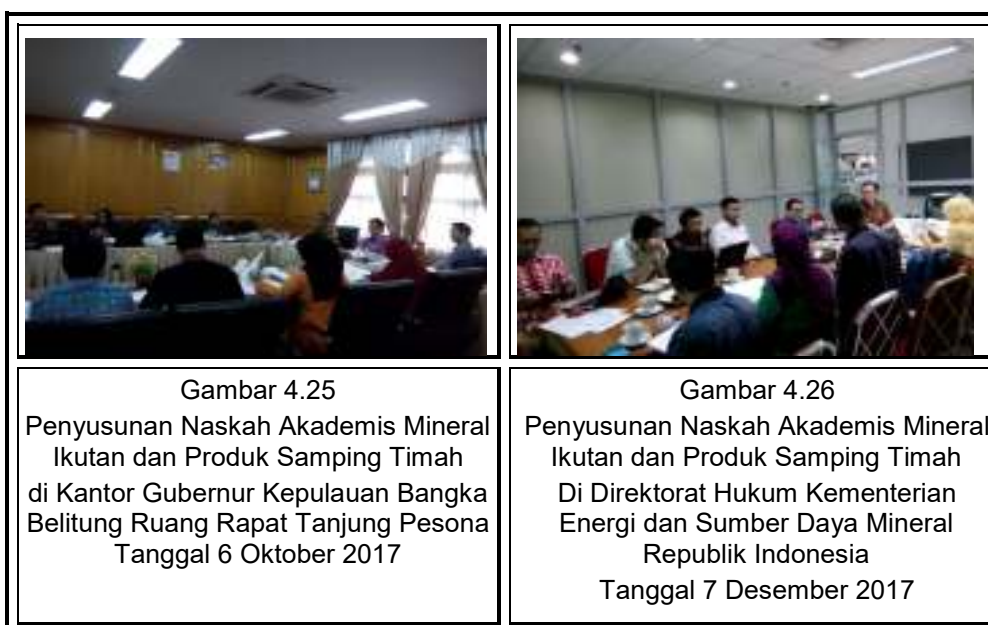 Gambar 4.25
Penyusunan Naskah Akademis Mineral
Ikutan dan Produk Samping Timah
di Kantor Gubernur Kepulauan Bangka
Belitung Ruang Rapat Tanjung Pesona
Tanggal 6 Oktober 2017
Gambar 4.26
Penyusunan Naskah Akademis Mineral
Ikutan dan Produk Samping Timah
Di Direktorat Hukum Kementerian
Energi dan Sumber Daya Mineral
Republik Indonesia
Tanggal 7 Desember 2017